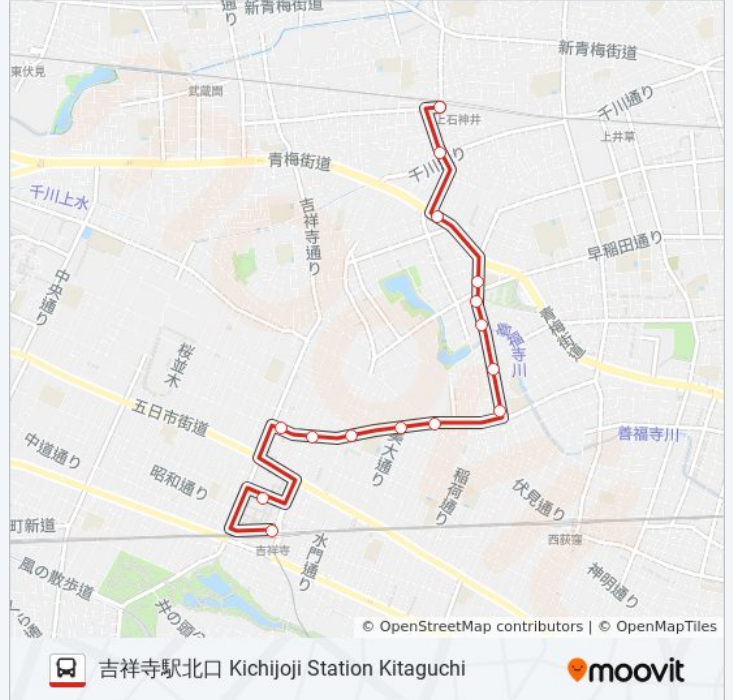 通り
新青梅街道
新青梅街道
東伏見
武蔵関
千川通り
上石神井
上井草
青梅街道
千川通り
千川上水
吉祥寺通り
早稲田通り
中央通り
青梅街道
善福寺川
桜並木
五日市街道
善福寺川
中道通り
美大通り
昭和通り
稲荷通り
伏見通り
町新道
吉祥寺
水門通り
西荻窪
風の散歩道
神明通り
井の頭
© OpenStreetMap contributors | © OpenMapTiles
吉祥寺駅北口 Kichijoji Station Kitaguchi
moovit